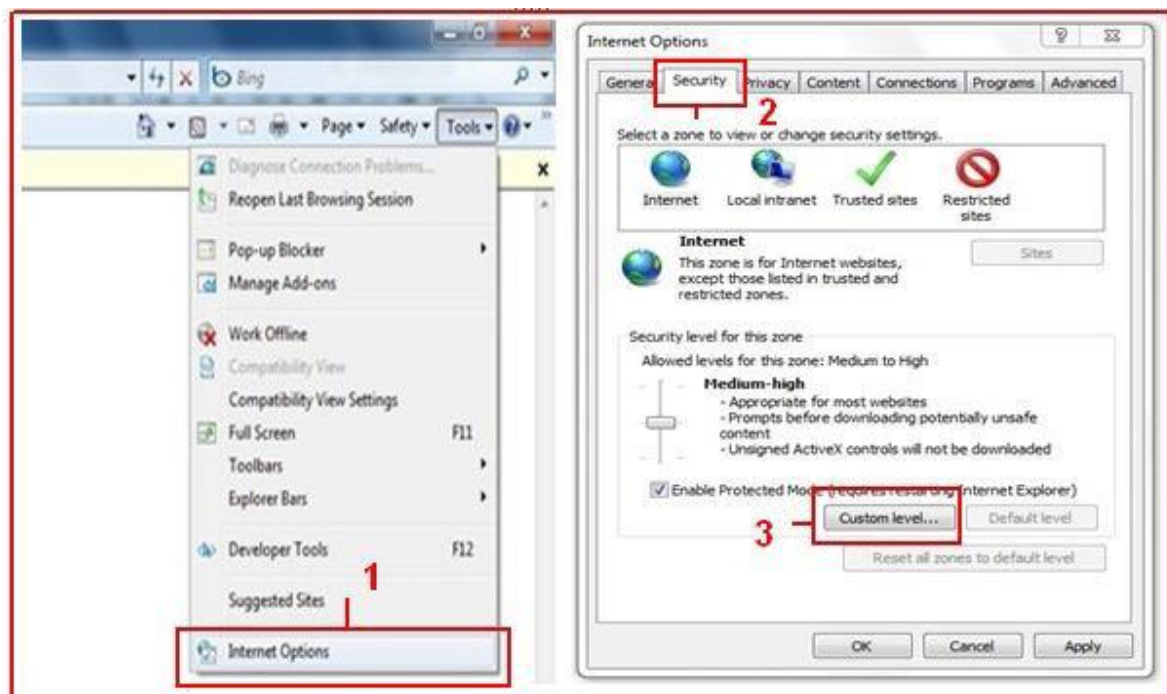 Bing
Page
Safety
Tools
Diagnose Connection Problems...
Reopen Last Browsing Session
Pop-up Blocker
Manage Add-ons
Work Offline
Compatibility View
Compatibility View Settings
Full Screen F11
Toolbars
Explorer Bars
Developer Tools F12
1
Suggested Sites
Internet Options
Internet Options
General Security Privacy Content Connections Programs Advanced
2
Select a zone to view or change security settings.
Internet Local intranet Trusted sites Restricted
sites
Internet
Sites
This zone is for Internet websites,
except those listed in trusted and
restricted zones.
Security level for this zone
Allowed levels for this zone: Medium to High
Medium-high
- Appropriate for most websites
- Prompts before downloading potentially unsafe
content
- Unsigned ActiveX controls will not be downloaded
Enable Protected Mode (requires restarting Internet Explorer)
3
Custom level... Default level
Reset all zones to default level
OK Cancel Apply